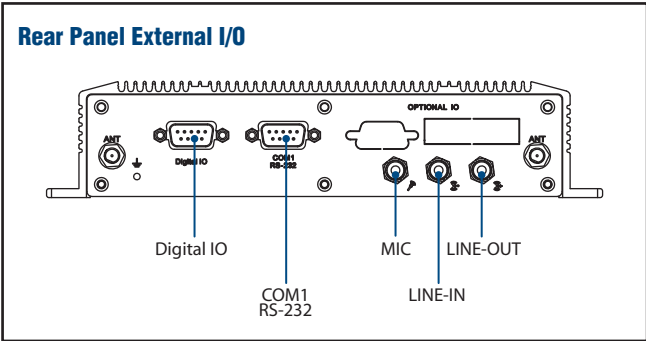 Rear Panel External I/O
OPTIONAL IO
ANT
ANT
Digital IO
COM1
RS-232
Digital IO
MIC
LINE-OUT
COM1
RS-232
LINE-IN